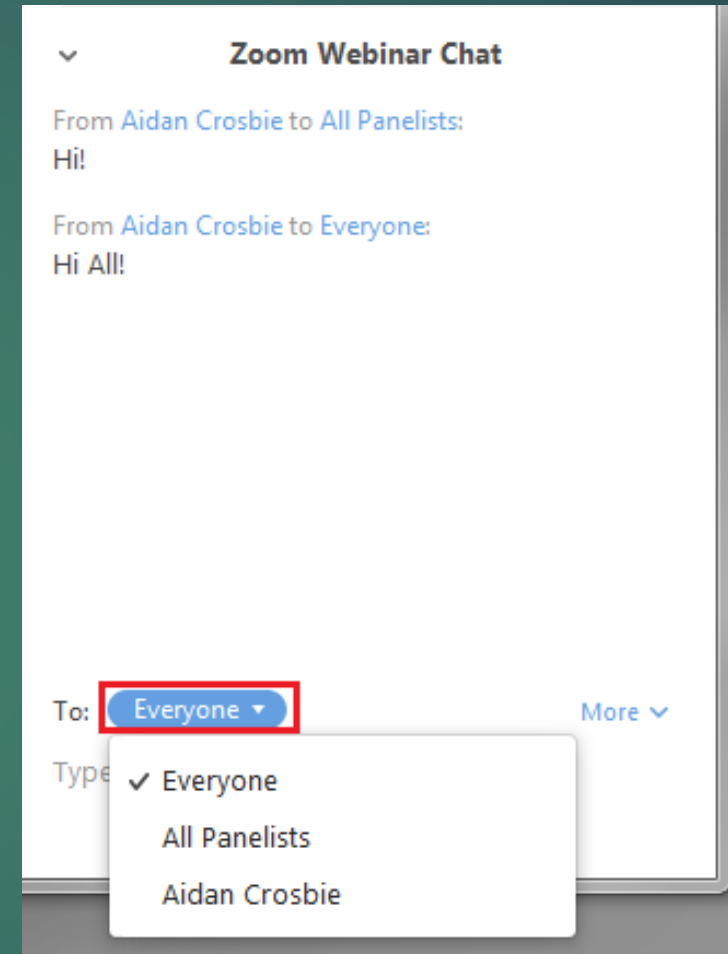 Zoom Webinar Chat
From Aidan Crosbie to All Panelists:
Hi!
From Aidan Crosbie to Everyone:
Hi All!
To: Everyone
More
Type
Everyone
All Panelists
Aidan Crosbie